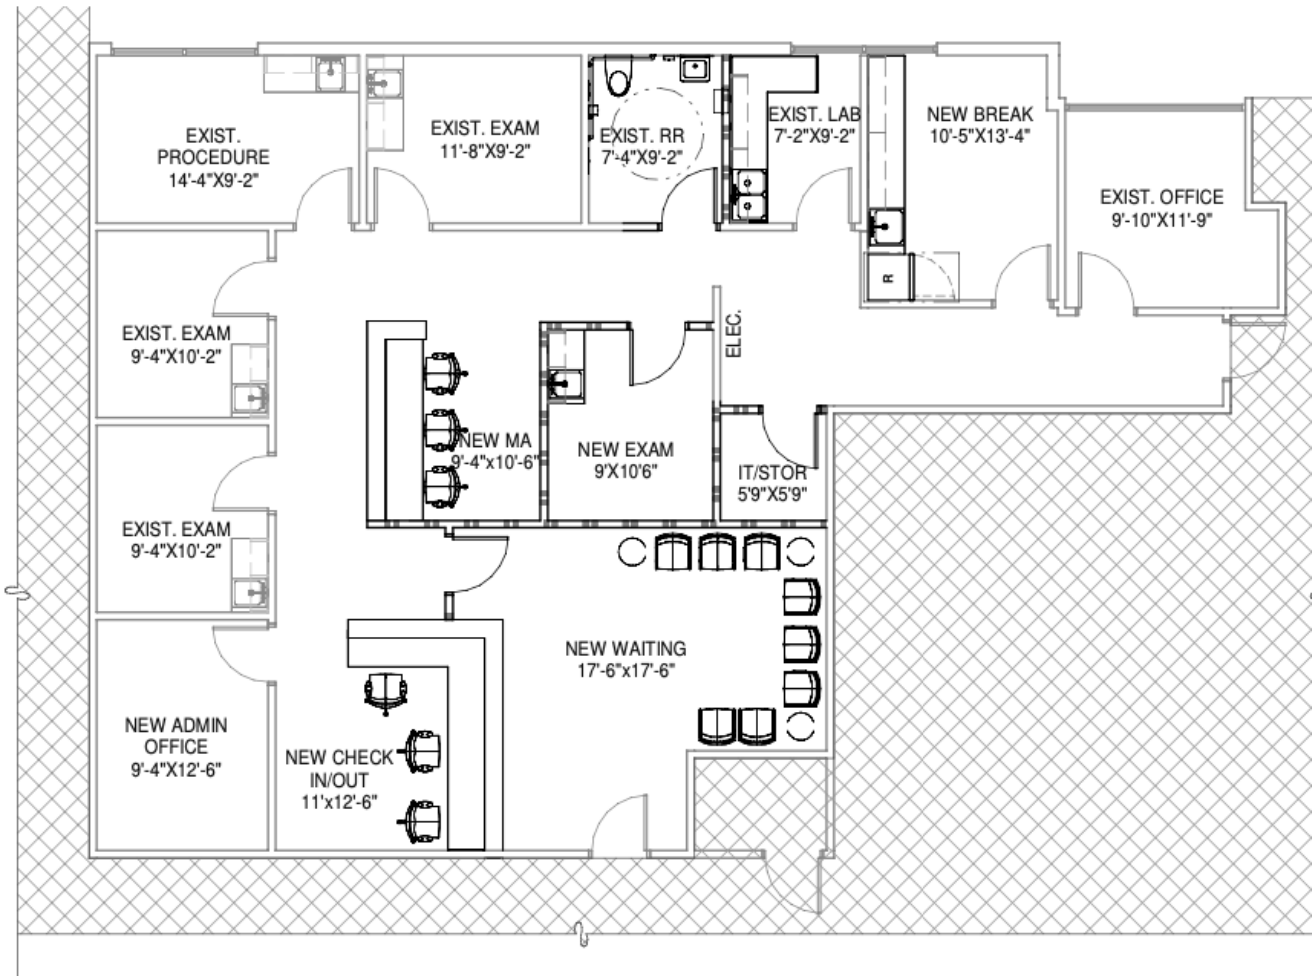 EXIST.
PROCEDURE
14'-4"X9'-2"
EXIST. EXAM
11'-8"X9'-2"
EXIST. RR
7'-4"X9'-2"
EXIST. LAB
7'-2"X9'-2"
NEW BREAK
10'-5"X13'-4"
EXIST. OFFICE
9'-10"X11'-9"
R
EXIST. EXAM
9'-4"X10'-2"
ELEC.
NEW MA
9'-4"x10'-6"
NEW EXAM
9'X10'6"
IT/STOR
5'9"X5'9"
EXIST. EXAM
9'-4"X10'-2"
NEW WAITING
17'-6"x17'-6"
NEW ADMIN
OFFICE
9'-4"X12'-6"
NEW CHECK
IN/OUT
11'x12'-6"